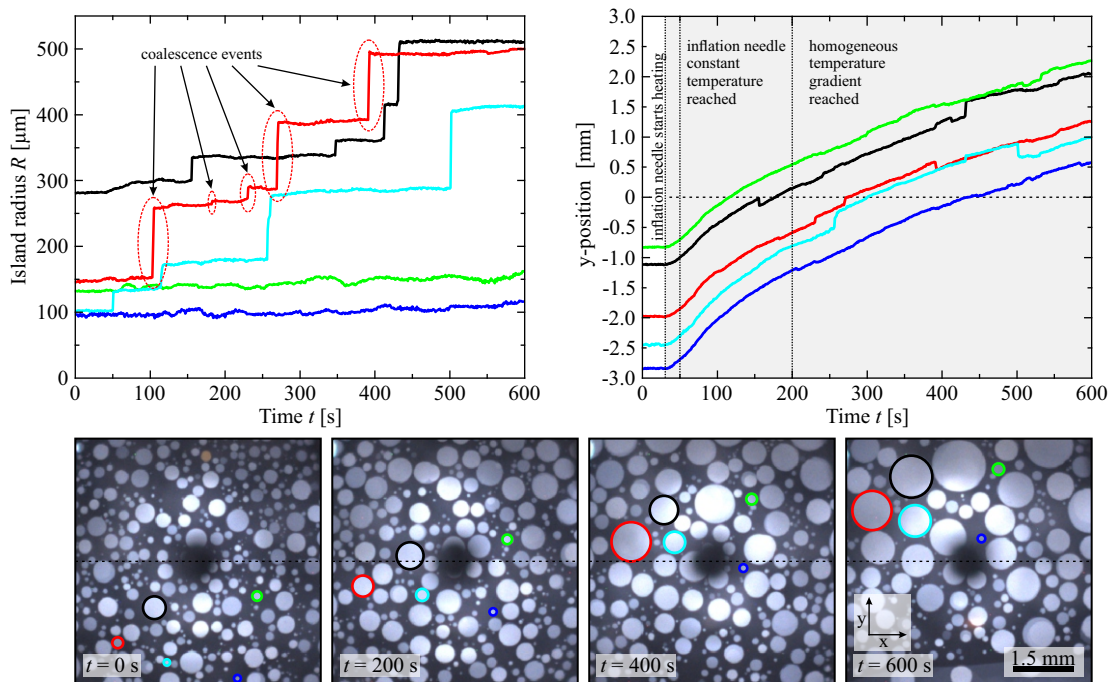 500
400
300
200
100
0
Island radius R [µm]
coalescence events
0 100 200 300 400 500 600
Time t [s]
3.0
2.5
2.0
1.5
1.0
0.5
0
-0.5
-1.0
-1.5
-2.0
-2.5
-3.0
y-position [mm]
inflation needle starts heating
inflation needle
constant
temperature
reached
homogeneous
temperature
gradient
reached
0 100 200 300 400 500 600
Time t [s]
t = 0 s
t = 200 s
t = 400 s
y
x
t = 600 s
1.5 mm